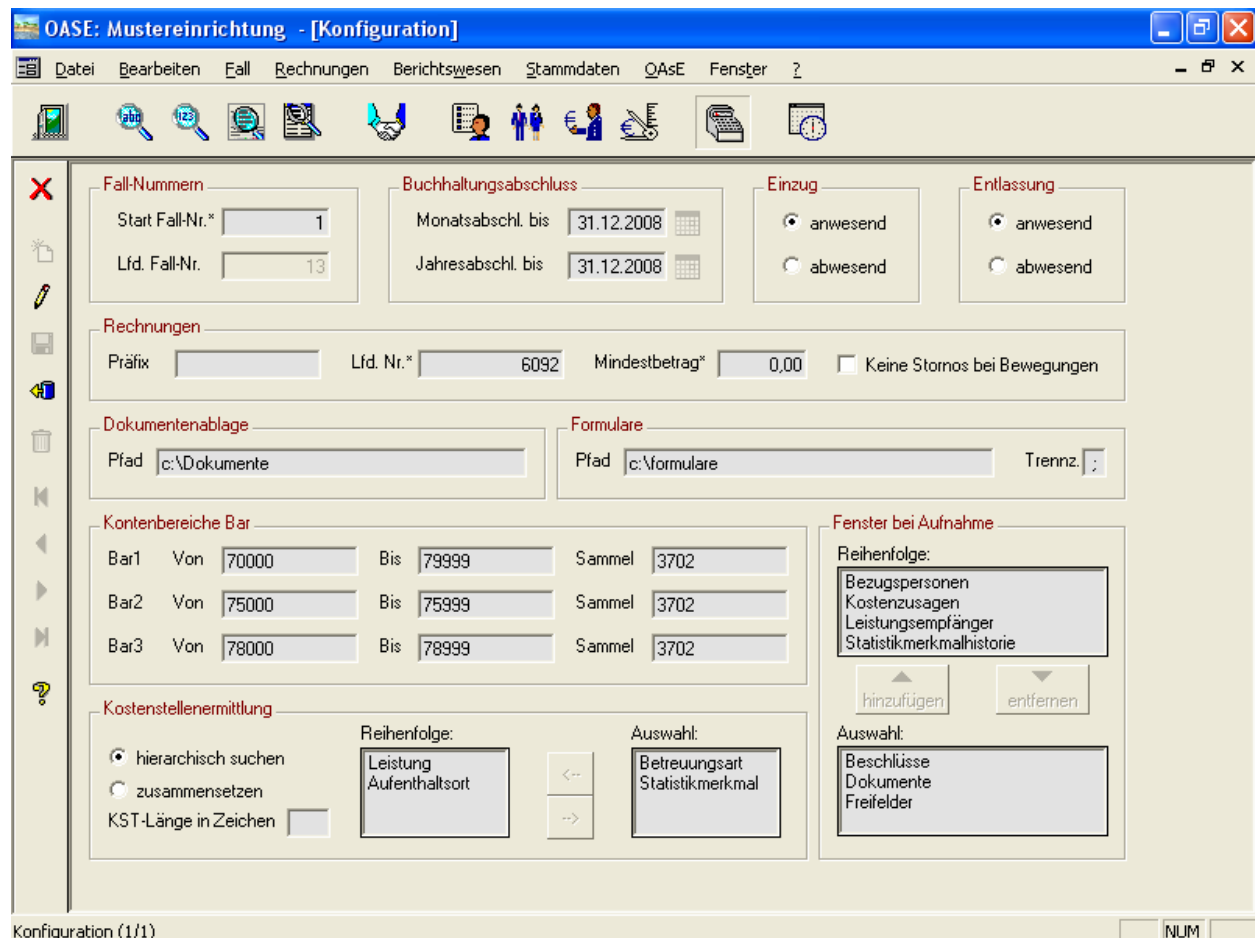 OASE: Mustereinrichtung - [Konfiguration]
Datei Bearbeiten Fall Rechnungen Berichtswesen Stammdaten OAsE Fenster ?
abc 123
Fall-Nummern
Start Fall-Nr.* 1
Lfd. Fall-Nr. 13
Buchhaltungsabschluss
Monatsabschl. bis 31.12.2008
Jahresabschl. bis 31.12.2008
Einzug
anwesend
abwesend
Entlassung
anwesend
abwesend
Rechnungen
Präfix Lfd. Nr.* 6092 Mindestbetrag* 0,00 Keine Stornos bei Bewegungen
Dokumentenablage
Pfad c:\Dokumente
Formulare
Pfad c:\formulare Trennz. ;
Kontenbereiche Bar
Bar1 Von 70000 Bis 79999 Sammel 3702
Bar2 Von 75000 Bis 75999 Sammel 3702
Bar3 Von 78000 Bis 78999 Sammel 3702
Fenster bei Aufnahme
Reihenfolge:
Bezugspersonen
Kostenzusagen
Leistungsempfänger
Statistikmerkmalhistorie
hinzufügen entfernen
Auswahl:
Beschlüsse
Dokumente
Freifelder
Kostenstellenermittlung
hierarchisch suchen
zusammensetzen
KST-Länge in Zeichen
Reihenfolge:
Leistung
Aufenthaltsort
<--
-->
Auswahl:
Betreuungsart
Statistikmerkmal
Konfiguration (1/1) NUM